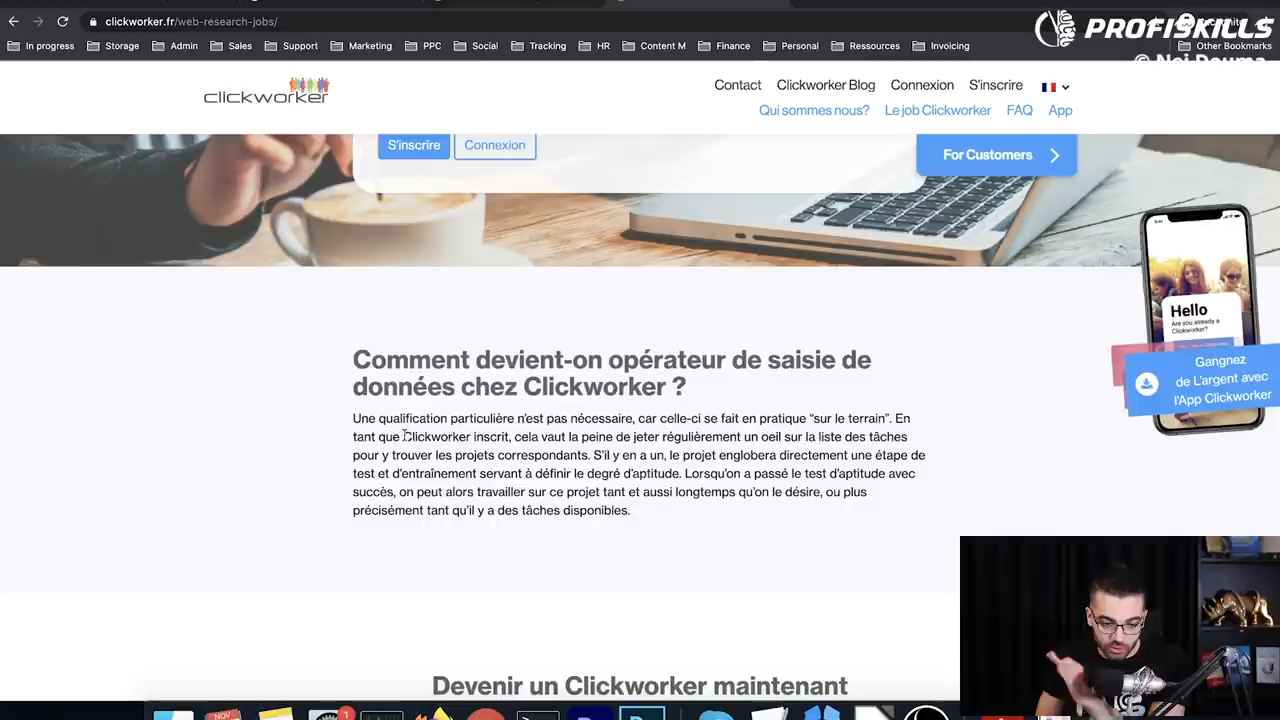 clickworker.fr/web-research-jobs/
PROFISKILLS
In progress Storage Admin Sales Support Marketing PPC Social Tracking HR Content M Finance Personal Ressources Invoicing Other Bookmarks
clickworker
Contact Clickworker Blog Connexion S'inscrire
Qui sommes nous? Le job Clickworker FAQ App
S'inscrire Connexion
For Customers
Hello
Are you already a
Clickworker?
Gangnez
de L'argent avec
l'App Clickworker
Comment devient-on opérateur de saisie de
données chez Clickworker ?
Une qualification particulière n'est pas nécessaire, car celle-ci se fait en pratique “sur le terrain”. En
tant que Clickworker inscrit, cela vaut la peine de jeter régulièrement un oeil sur la liste des tâches
pour y trouver les projets correspondants. S'il y en a un, le projet englobera directement une étape de
test et d'entraînement servant à définir le degré d'aptitude. Lorsqu'on a passé le test d'aptitude avec
succès, on peut alors travailler sur ce projet tant et aussi longtemps qu'on le désire, ou plus
précisément tant qu'il y a des tâches disponibles.
Devenir un Clickworker maintenant
NOV
1